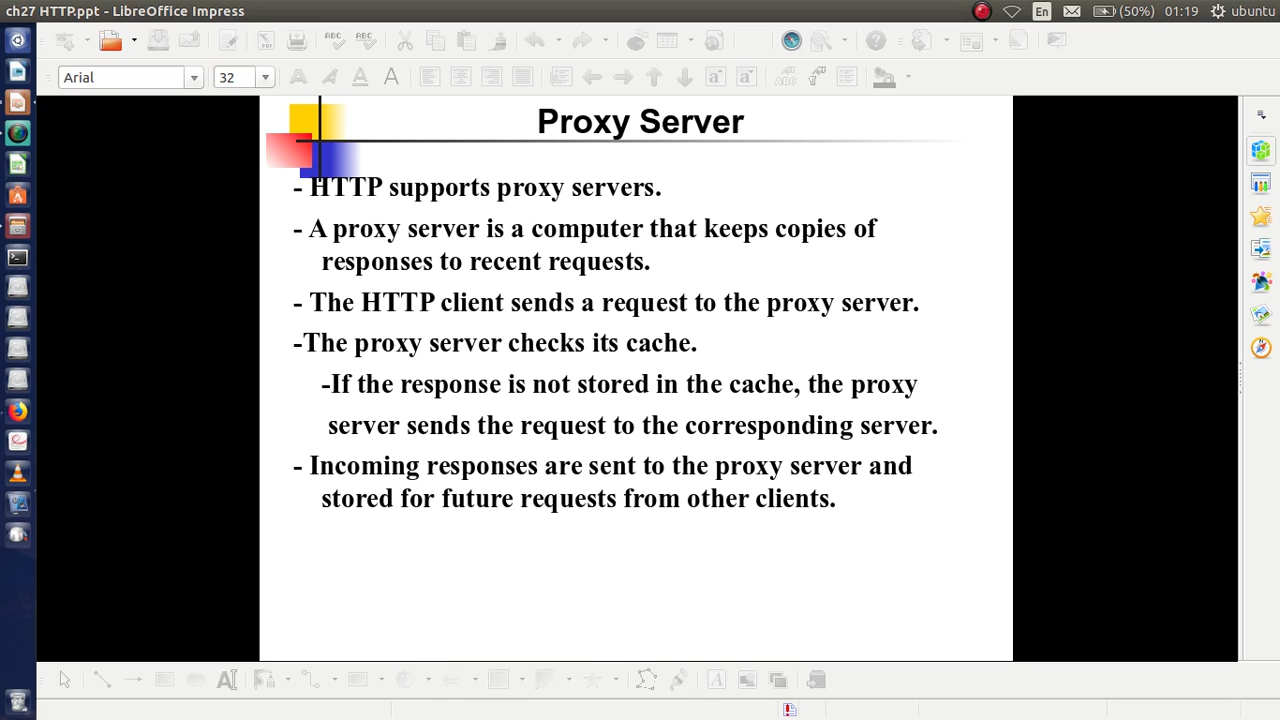 ch27 HTTP.ppt - LibreOffice Impress
En (50%) 01:19 ubuntu
Arial 32
Proxy Server
- HTTP supports proxy servers.
- A proxy server is a computer that keeps copies of
responses to recent requests.
- The HTTP client sends a request to the proxy server.
-The proxy server checks its cache.
-If the response is not stored in the cache, the proxy
server sends the request to the corresponding server.
- Incoming responses are sent to the proxy server and
stored for future requests from other clients.